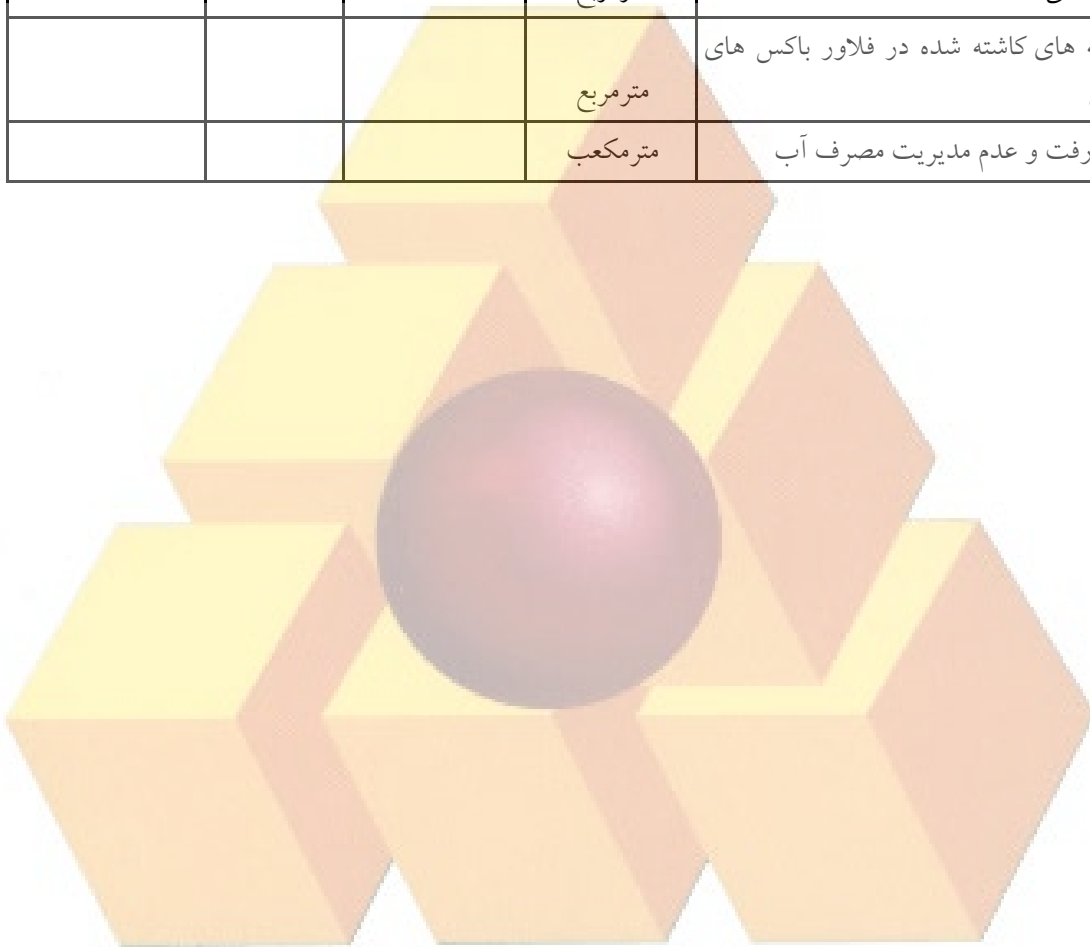 های کاشته شده در فلاور باکس های
مترمربع
رفت و عدم مدیریت مصرف آب
مترمکعب